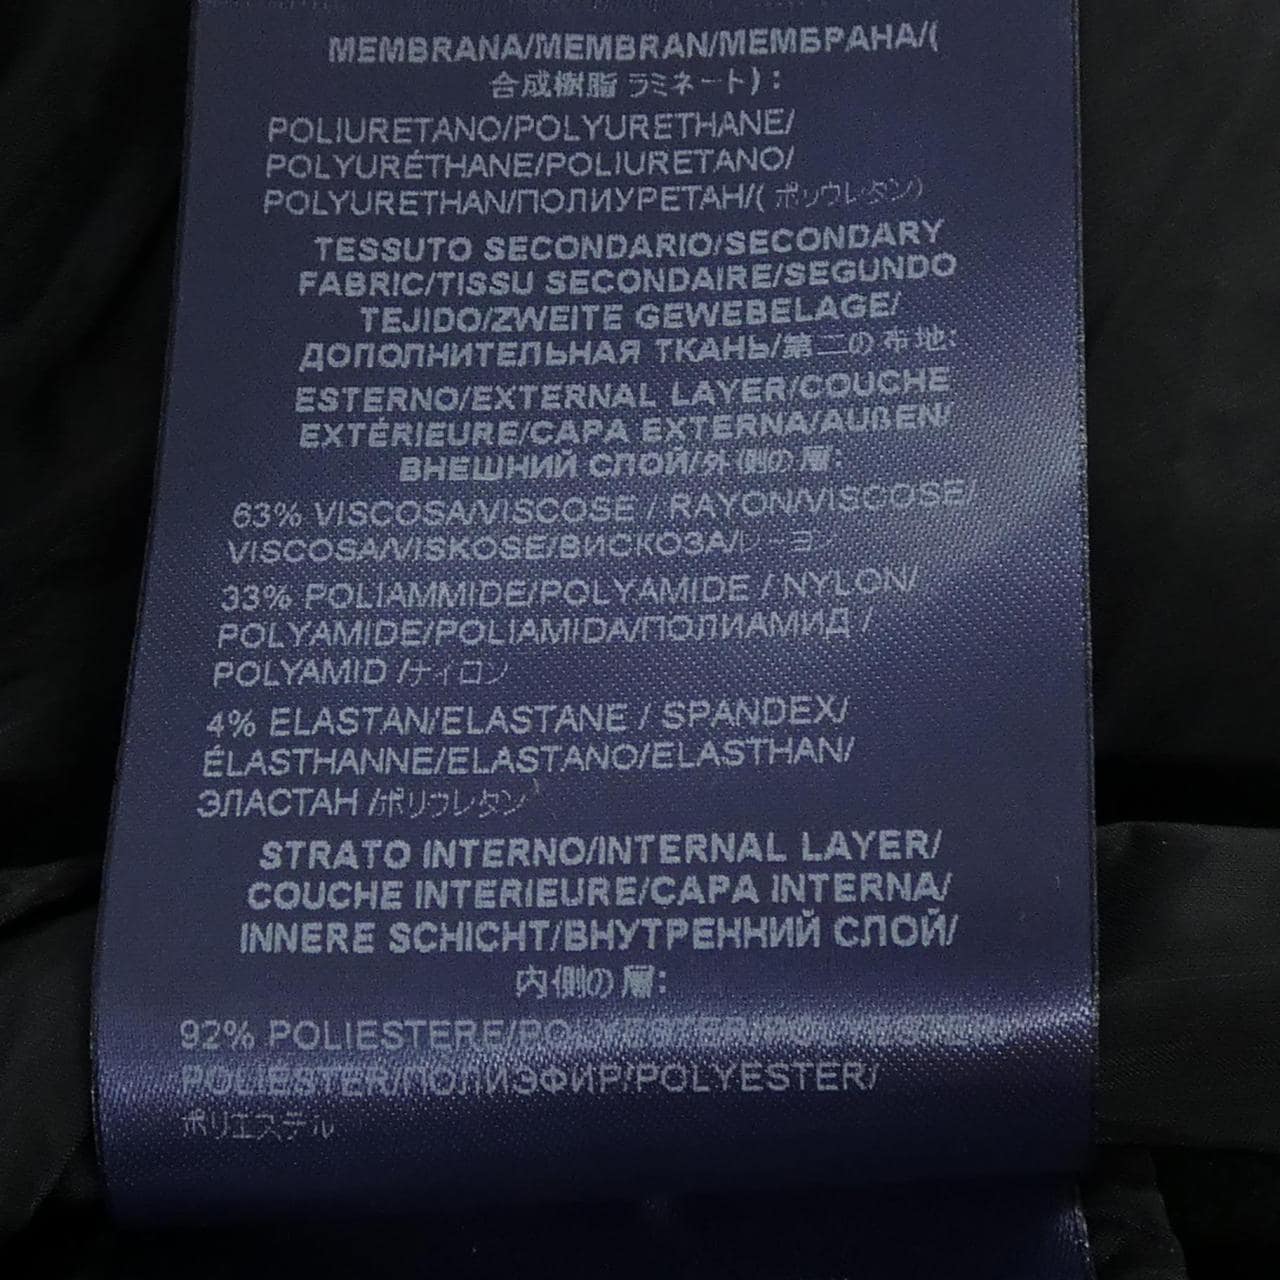 MEMBRANA/MEMBRAN/МЕМБРАНА/(
合成樹脂 ラミネート):
POLIURETANO/POLYURETHANE/
POLYURÉTHANE/POLIURETANO/
POLYURETHAN/ПОЛИУРЕТАН/( ポリウレタン)
TESSUTO SECONDARIO/SECONDARY
FABRIC/TISSU SECONDAIRE/SEGUNDO
TEJIDO/ZWEITE GEWEBELAGE/
ДОПОЛНИТЕЛЬНАЯ ТКАНЬ/第二の布地:
ESTERNO/EXTERNAL LAYER/COUCHE
EXTÉRIEURE/CAPA EXTERNA/AUßEN/
ВНЕШНИЙ СЛОЙ/外側の層:
63% VISCOSA/VISCOSE / RAYON/VISCOSE/
VISCOSA/VISKOSE/ВИСКОЗА/レーヨン
33% POLIAMMIDE/POLYAMIDE / NYLON/
POLYAMIDE/POLIAMIDA/ПОЛИАМИД /
POLYAMID /ナイロン
4% ELASTAN/ELASTANE / SPANDEX/
ÉLASTHANNE/ELASTANO/ELASTHAN/
ЭЛАСТАН /ポリウレタン
STRATO INTERNO/INTERNAL LAYER/
COUCHE INTERIEURE/CAPA INTERNA/
INNERE SCHICHT/ВНУТРЕННИЙ СЛОЙ/
内側の層:
92% POLIESTERE/POLYESTER/POLYESTER/
POLIESTER/ПОЛИЭФИР/POLYESTER/
ポリエステル